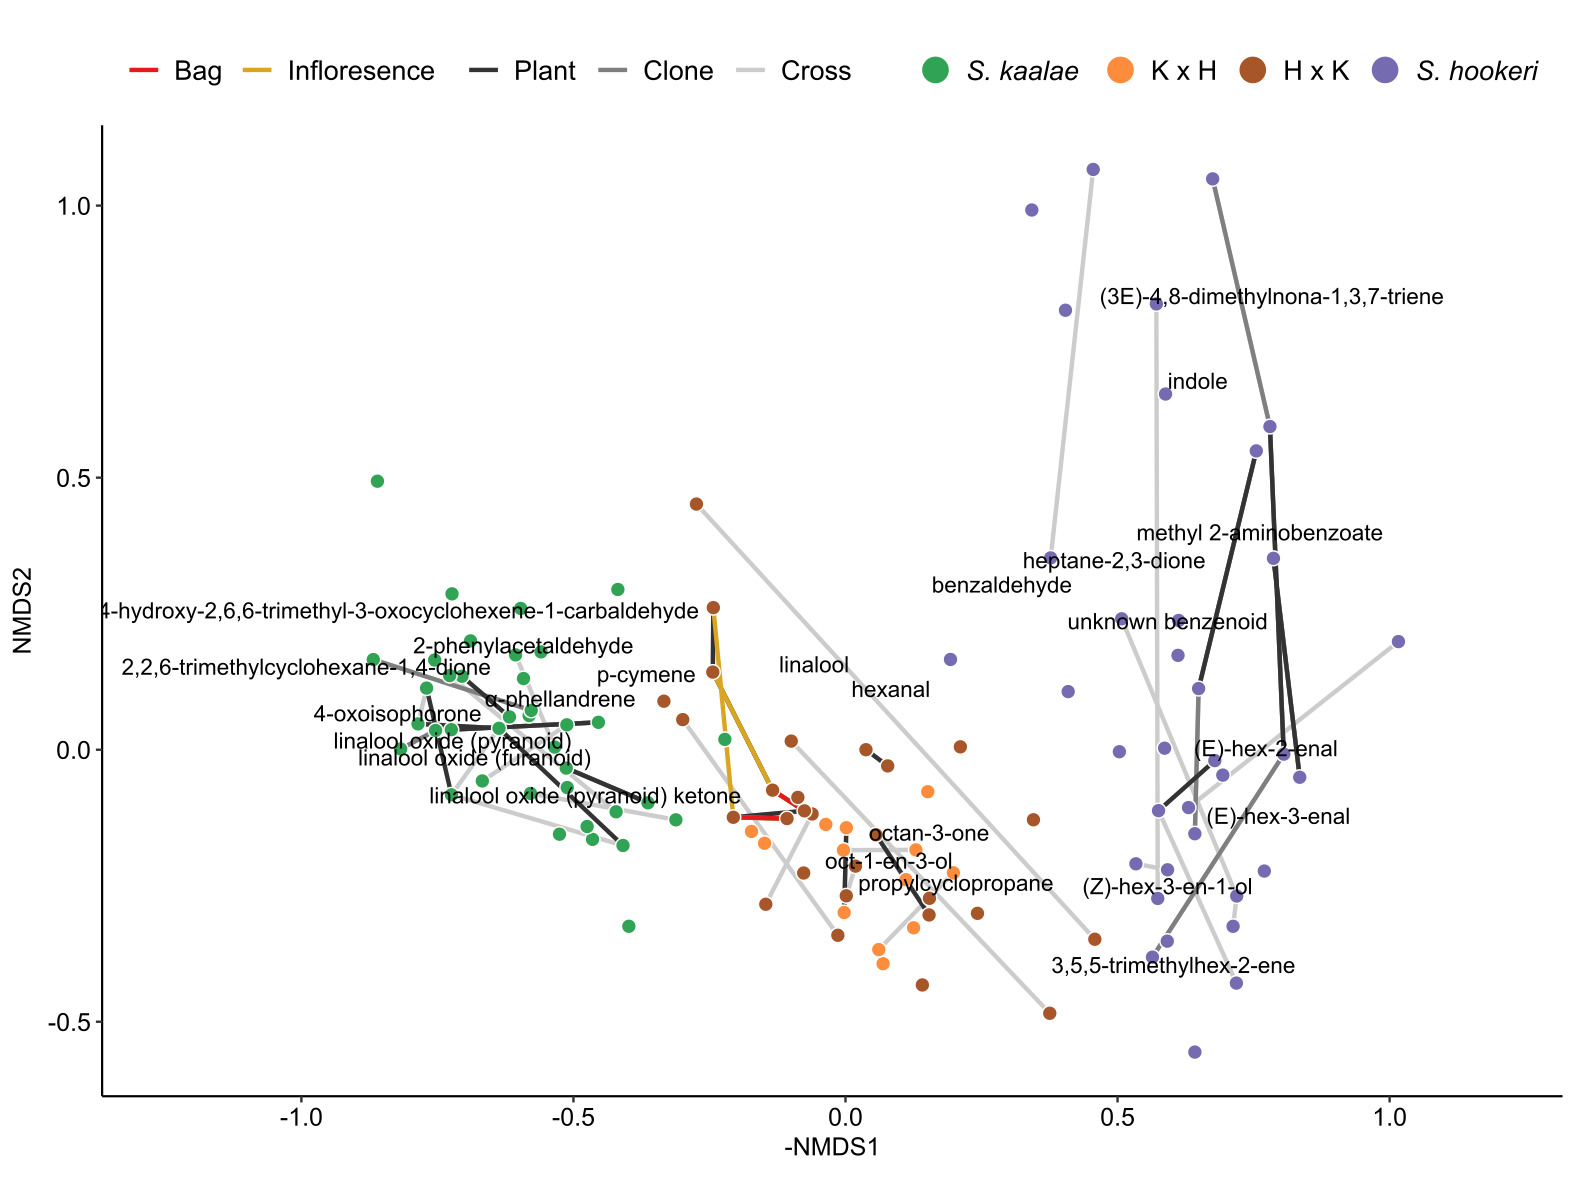 Bag Infloresence Plant Clone Cross S. kaalae K x H H x K S. hookeri
1.0
0.5
0.0
-0.5
NMDS2
(3E)-4,8-dimethylnona-1,3,7-triene
indole
methyl 2-aminobenzoate
heptane-2,3-dione
benzaldehyde
4-hydroxy-2,6,6-trimethyl-3-oxocyclohexene-1-carbaldehyde
unknown benzenoid
2-phenylacetaldehyde
2,2,6-trimethylcyclohexane-1,4-dione
linalool
p-cymene
hexanal
α-phellandrene
4-oxoisophorone
linalool oxide (pyranoid)
(E)-hex-2-enal
linalool oxide (furanoid)
linalool oxide (pyranoid) ketone
(E)-hex-3-enal
octan-3-one
oct-1-en-3-ol
propylcyclopropane
(Z)-hex-3-en-1-ol
3,5,5-trimethylhex-2-ene
-1.0 -0.5 0.0 0.5 1.0
-NMDS1